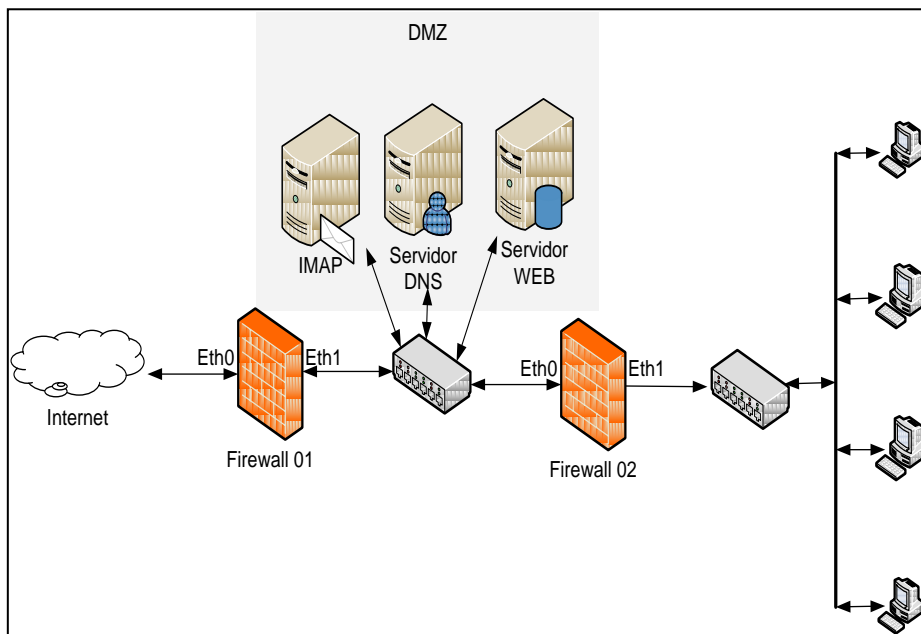 DMZ
IMAP
Servidor
DNS
Servidor
WEB
Eth0
Eth1
Eth0
Eth1
Internet
Firewall 01
Firewall 02